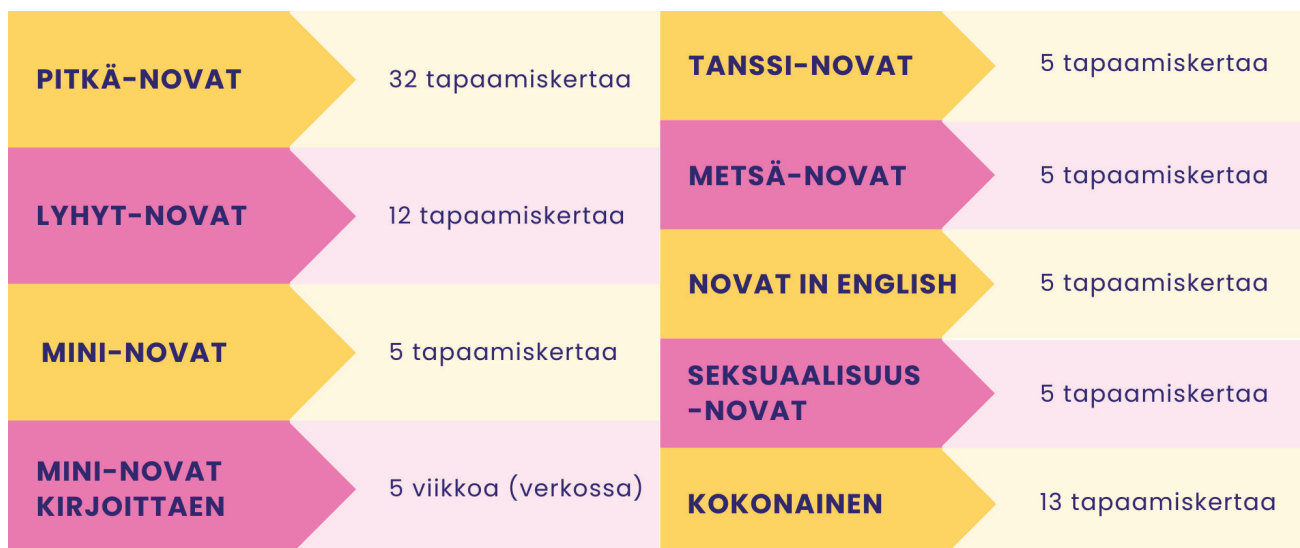 PITKÄ-NOVAT
32 tapaamiskertaa
LYHYT-NOVAT
12 tapaamiskertaa
MINI-NOVAT
5 tapaamiskertaa
MINI-NOVAT
KIRJOITTAEN
5 viikkoa (verkossa)
TANSSI-NOVAT
5 tapaamiskertaa
METSÄ-NOVAT
5 tapaamiskertaa
NOVAT IN ENGLISH
5 tapaamiskertaa
SEKSUAALISUUS
-NOVAT
5 tapaamiskertaa
KOKONAINEN
13 tapaamiskertaa